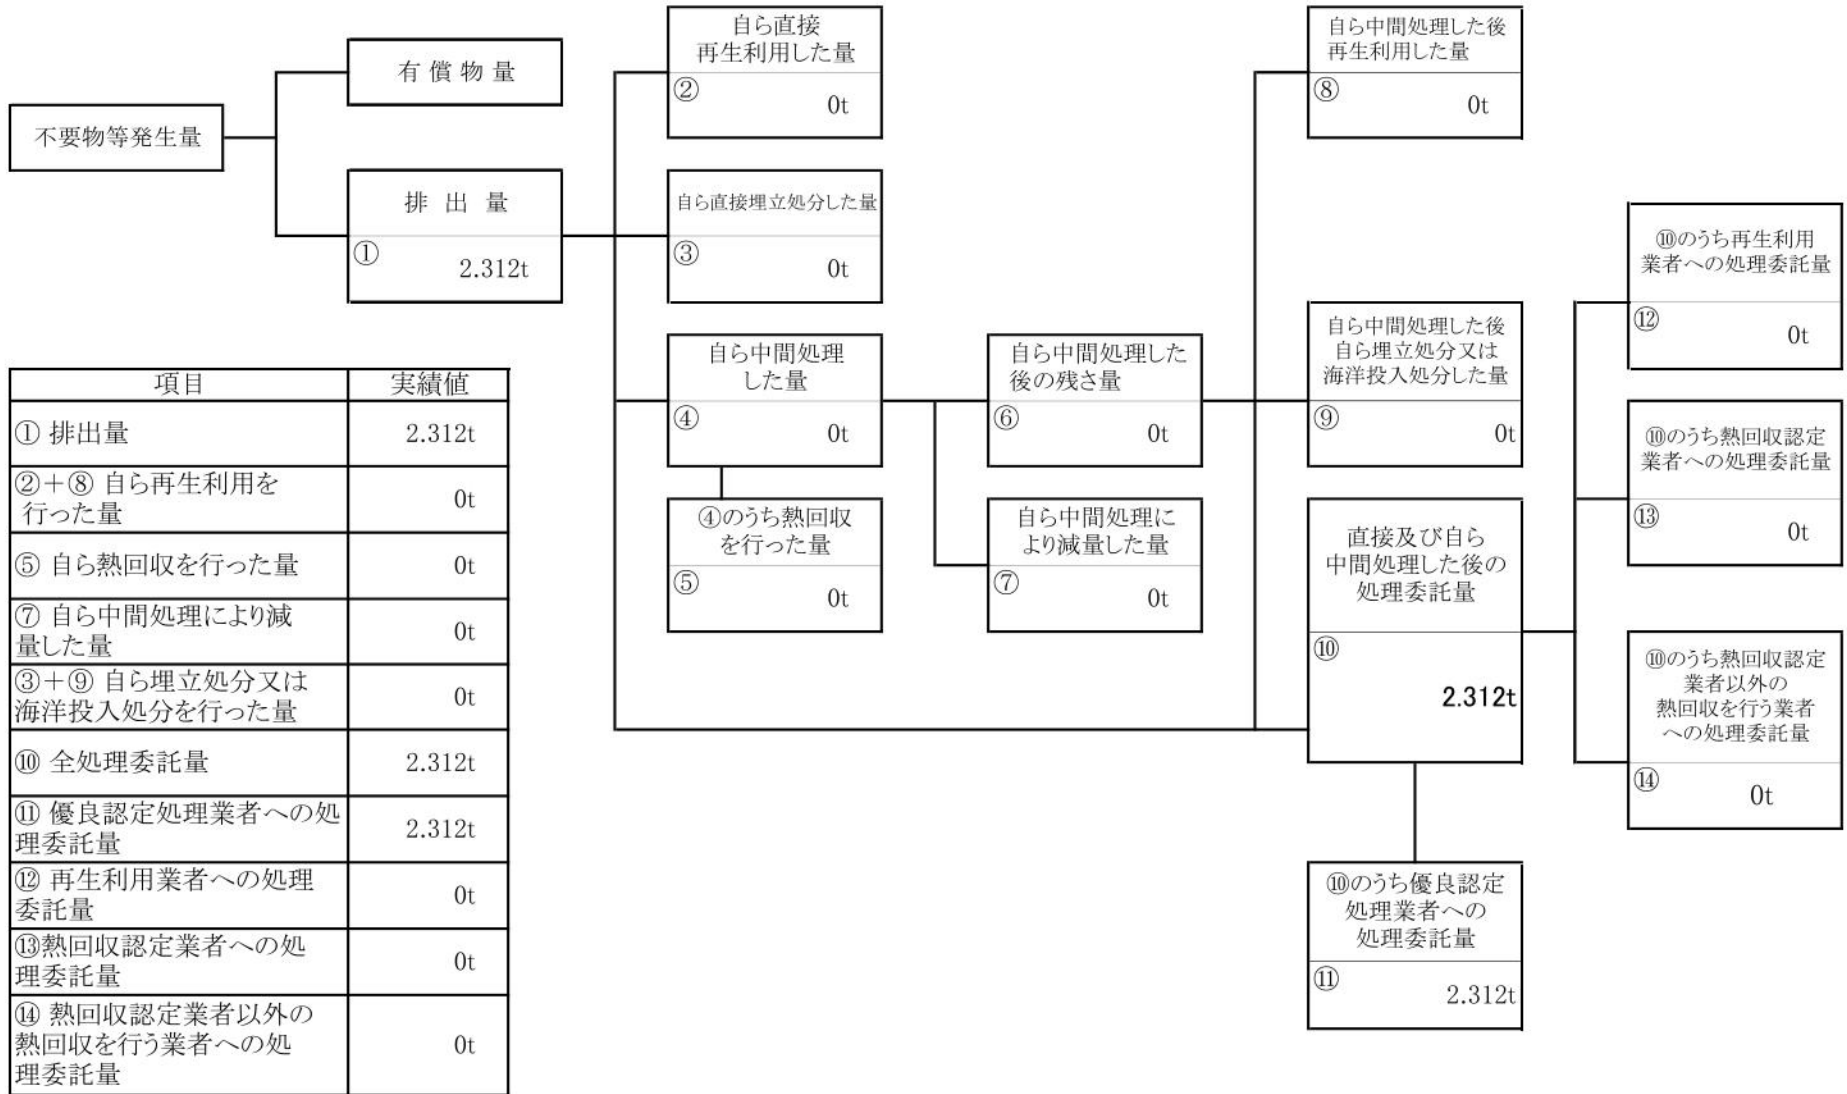 不要物等発生量
有償物量
排出量
①
2.312t
自ら直接
再生利用した量
②
0t
自ら直接埋立処分した量
③
0t
自ら中間処理
した量
④
0t
④のうち熱回収
を行った量
⑤
0t
自ら中間処理した
後の残さ量
⑥
0t
自ら中間処理に
より減量した量
⑦
0t
自ら中間処理した後
再生利用した量
⑧
0t
自ら中間処理した後
自ら埋立処分又は
海洋投入処分した量
⑨
0t
直接及び自ら
中間処理した後の
処理委託量
⑩
2.312t
⑩のうち優良認定
処理業者への
処理委託量
⑪
2.312t
⑩のうち再生利用
業者への処理委託量
⑫
0t
⑩のうち熱回収認定
業者への処理委託量
⑬
0t
⑩のうち熱回収認定
業者以外の
熱回収を行う業者
への処理委託量
⑭
0t
項目 実績値
① 排出量 2.312t
②+⑧ 自ら再生利用を
行った量 0t
⑤ 自ら熱回収を行った量 0t
⑦ 自ら中間処理により減
量した量 0t
③+⑨ 自ら埋立処分又は
海洋投入処分を行った量 0t
⑩ 全処理委託量 2.312t
⑪ 優良認定処理業者への処
理委託量 2.312t
⑫ 再生利用業者への処理
委託量 0t
⑬熱回収認定業者への処
理委託量 0t
⑭ 熱回収認定業者以外の
熱回収を行う業者への処
理委託量 0t